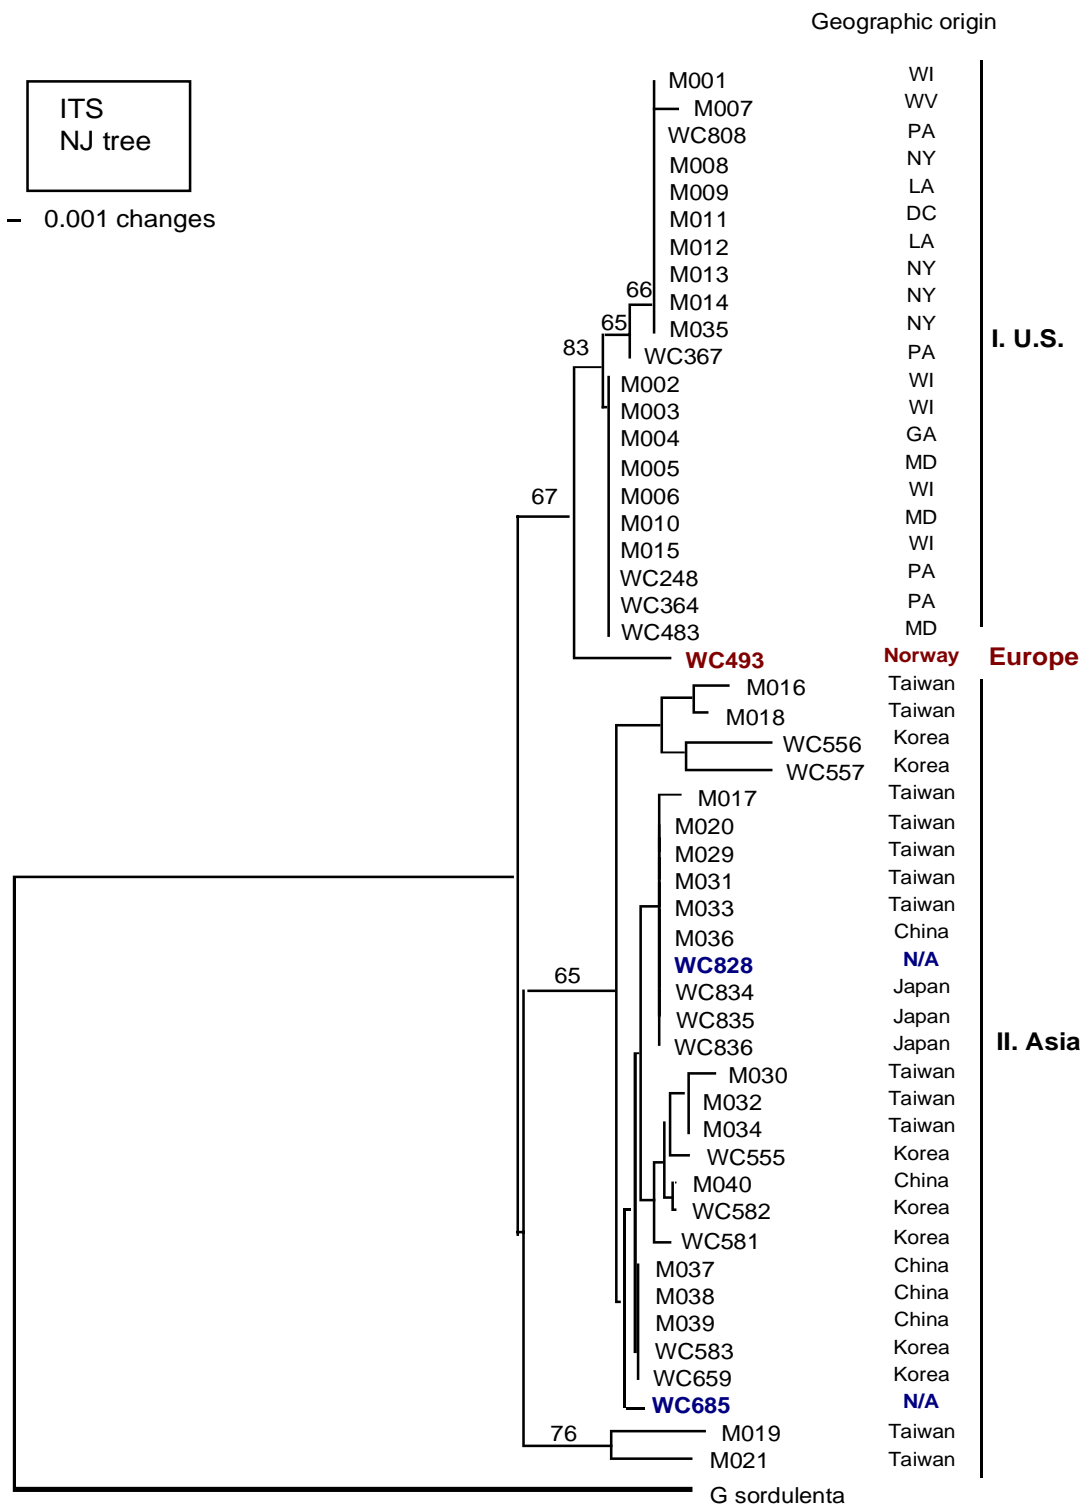 Geographic origin
ITS
NJ tree
0.001 changes
M001 WI
M007 WV
WC808 PA
M008 NY
M009 LA
M011 DC
M012 LA
M013 NY
66
M014 NY
65
M035 NY
I. U.S.
83
WC367 PA
M002 WI
M003 WI
M004 GA
M005 MD
67
M006 WI
M010 MD
M015 WI
WC248 PA
WC364 PA
WC483 MD
WC493 Norway Europe
M016 Taiwan
M018 Taiwan
WC556 Korea
WC557 Korea
M017 Taiwan
M020 Taiwan
M029 Taiwan
M031 Taiwan
M033 Taiwan
M036 China
WC828 N/A
65
WC834 Japan
WC835 Japan
WC836 Japan
II. Asia
M030 Taiwan
M032 Taiwan
M034 Taiwan
WC555 Korea
M040 China
WC582 Korea
WC581 Korea
M037 China
M038 China
M039 China
WC583 Korea
WC659 Korea
WC685 N/A
76
M019 Taiwan
M021 Taiwan
G sordulenta